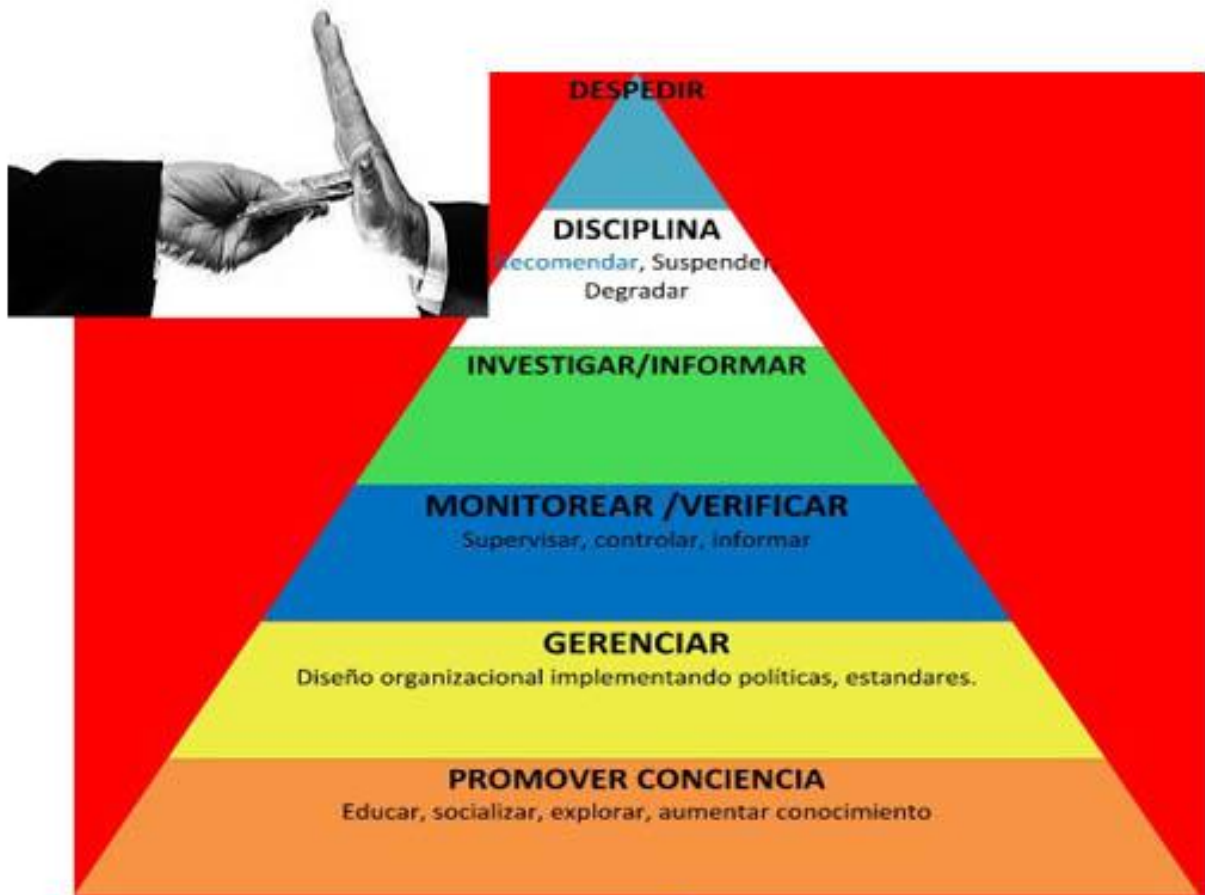 DESPEDIR
DISCIPLINA
Recomendar, Suspender,
Degradar
INVESTIGAR/INFORMAR
MONITOREAR /VERIFICAR
Supervisar, controlar, informar
GERENCIAR
Diseño organizacional implementando políticas, estandares.
PROMOVER CONCIENCIA
Educar, socializar, explorar, aumentar conocimiento